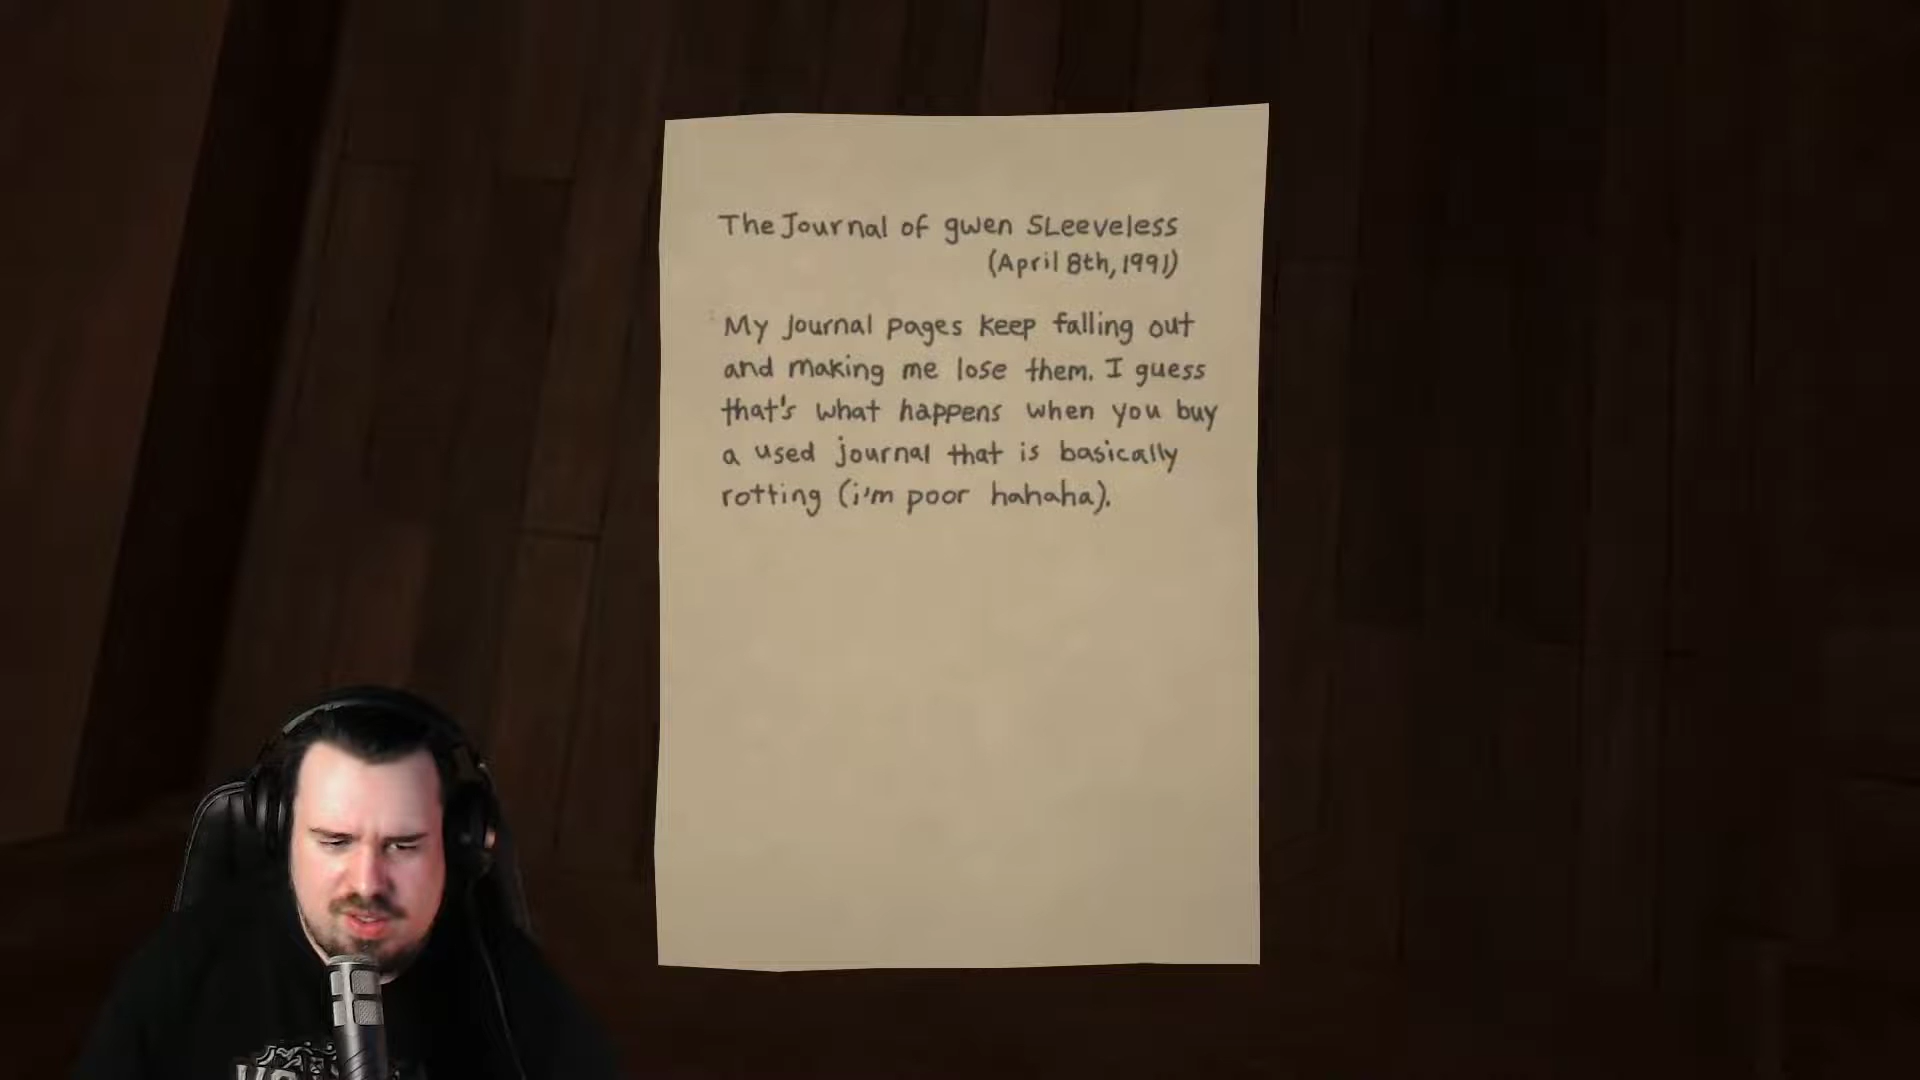 The Journal of gwen SLeeveless
(April 8th, 1991)
My Journal pages keep falling out
and making me lose them. I guess
that's what happens when you buy
a used journal that is basically
rotting (i'm poor hahaha).